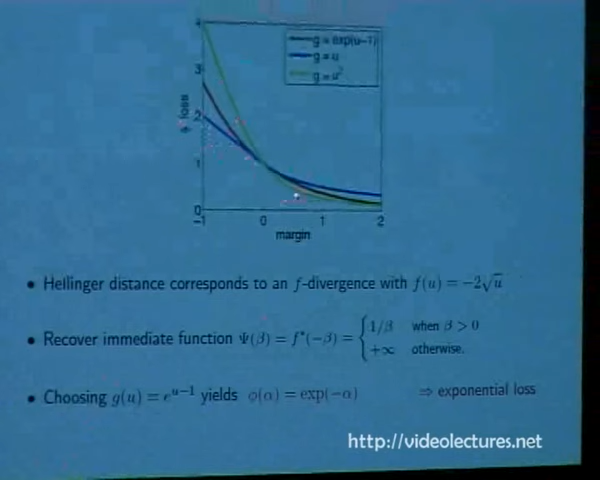 4
3
2
1
0
-1 0 1 2
φ loss
margin
g = exp(u-1)
g = u
g = u²
• Hellinger distance corresponds to an f-divergence with f(u) = −2√u
• Recover immediate function Ψ(β) = f*(−β) = { 1/β when β > 0
+∞ otherwise.
• Choosing g(u) = e^{u−1} yields φ(α) = exp(−α) ⇒ exponential loss
http://videolectures.net